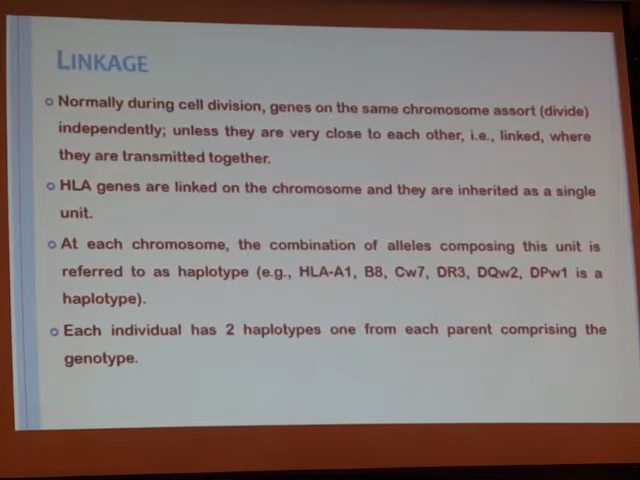 LINKAGE
Normally during cell division, genes on the same chromosome assort (divide)
independently; unless they are very close to each other, i.e., linked, where
they are transmitted together.
HLA genes are linked on the chromosome and they are inherited as a single
unit.
At each chromosome, the combination of alleles composing this unit is
referred to as haplotype (e.g., HLA-A1, B8, Cw7, DR3, DQw2, DPw1 is a
haplotype).
Each individual has 2 haplotypes one from each parent comprising the
genotype.